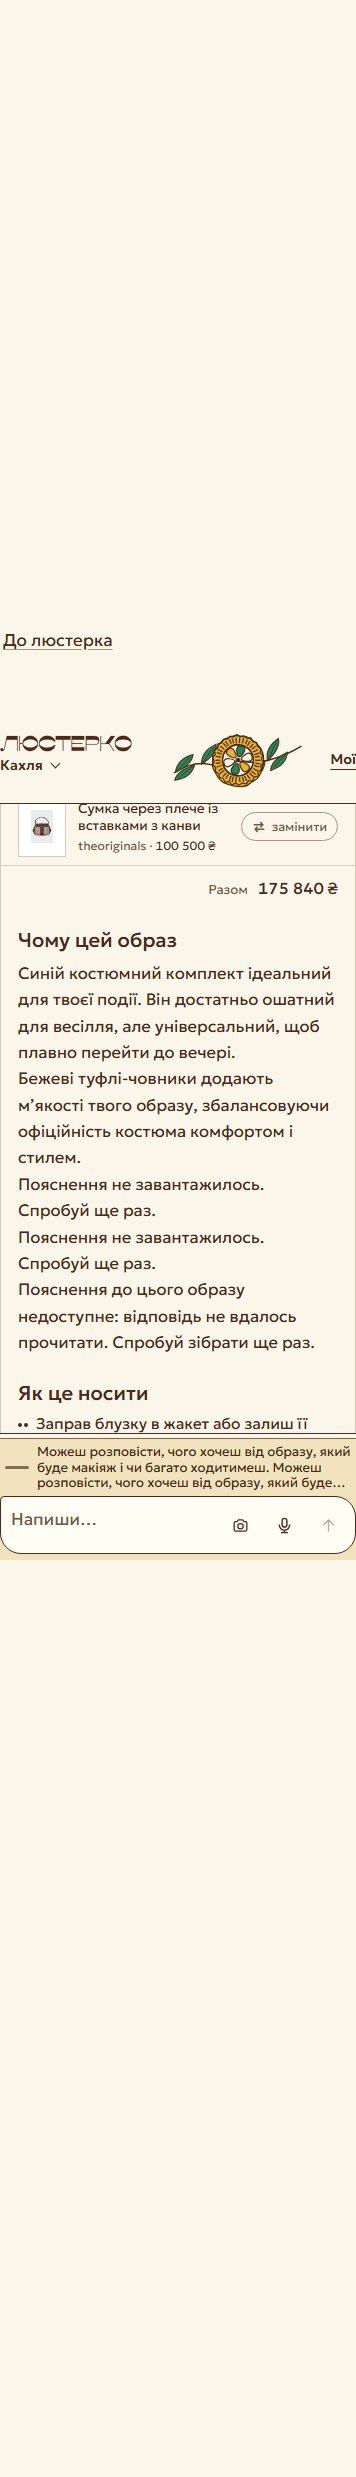 До люстерка
ЛЮСТЕРКО
Кахля
Мої
Сумка через плече із
вставками з канви
замінити
theoriginals · 100 500 ₴
Разом 175 840 ₴
Чому цей образ
Синій костюмний комплект ідеальний
для твоєї події. Він достатньо ошатний
для весілля, але універсальний, щоб
плавно перейти до вечері.
Бежеві туфлі-човники додають
м’якості твого образу, збалансовуючи
офіційність костюма комфортом і
стилем.
Пояснення не завантажилось.
Спробуй ще раз.
Пояснення не завантажилось.
Спробуй ще раз.
Пояснення до цього образу
недоступне: відповідь не вдалось
прочитати. Спробуй зібрати ще раз.
Як це носити
•• Заправ блузку в жакет або залиш її
Можеш розповісти, чого хочеш від образу, який
буде макіяж і чи багато ходитимеш. Можеш
розповісти, чого хочеш від образу, який буде…
Напиши...